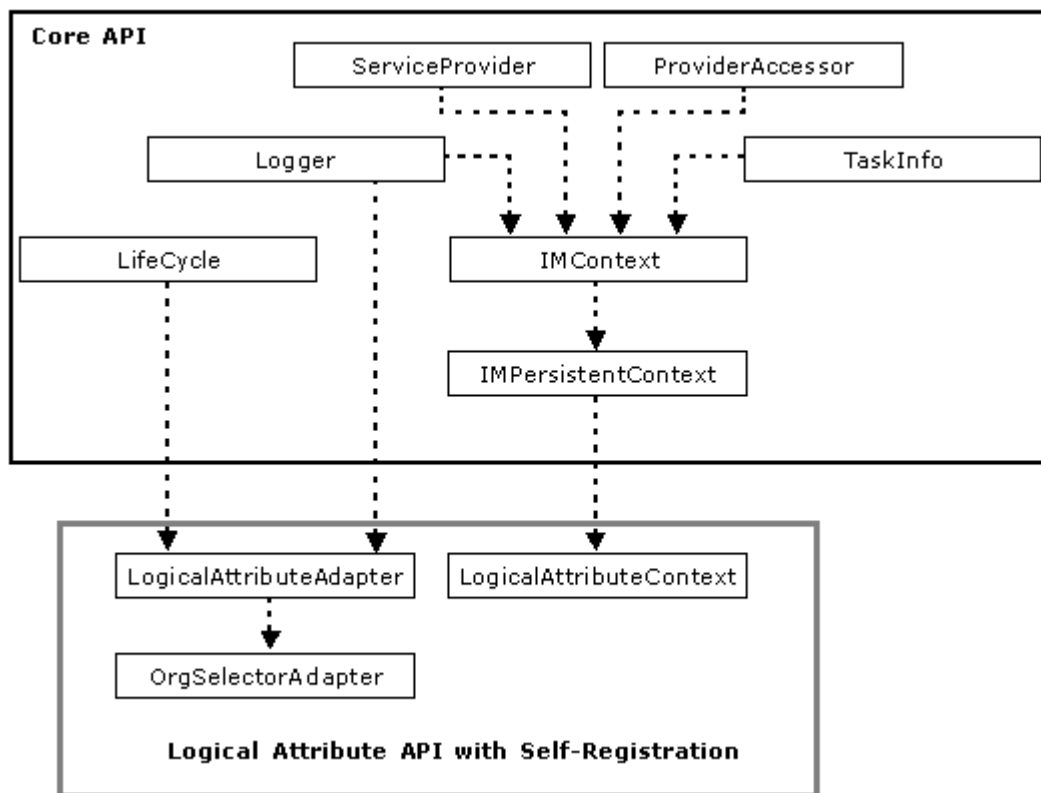 Core API
ServiceProvider
ProviderAccessor
Logger
TaskInfo
LifeCycle
IMContext
IMPersistentContext
LogicalAttributeAdapter
LogicalAttributeContext
OrgSelectorAdapter
Logical Attribute API with Self-Registration